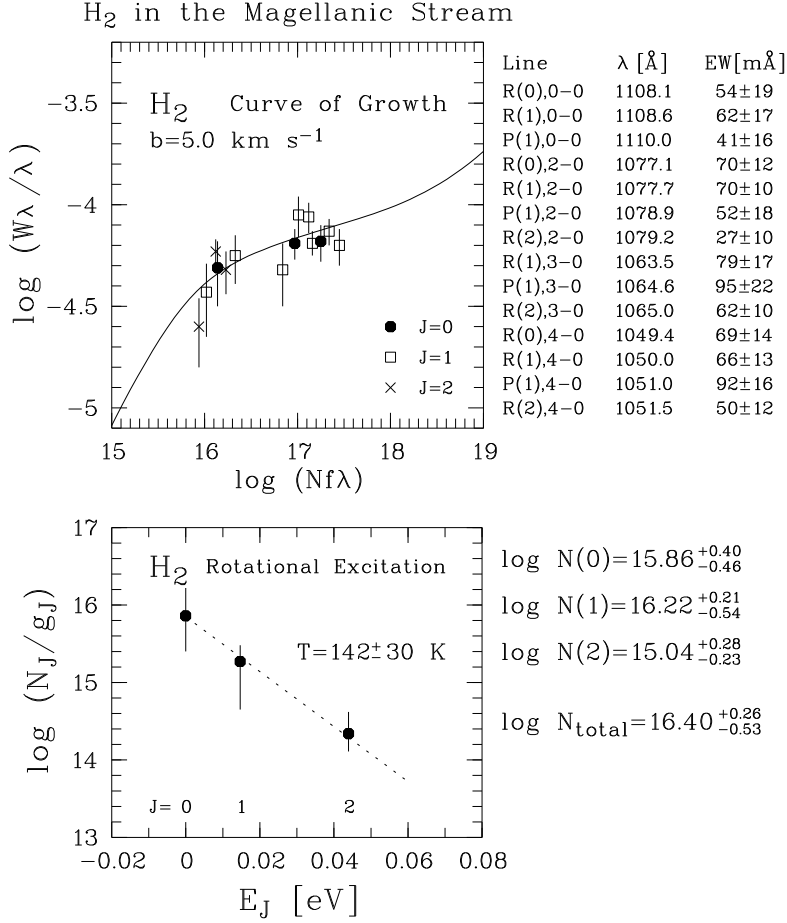 H2 in the Magellanic Stream
H2 Curve of Growth
b=5.0 km s−1
−3.5
−4
−4.5
−5
log (Wλ/λ)
J=0
J=1
J=2
15 16 17 18 19
log (Nfλ)
Line λ [Å] EW[mÅ]
R(0),0−0 1108.1 54±19
R(1),0−0 1108.6 62±17
P(1),0−0 1110.0 41±16
R(0),2−0 1077.1 70±12
R(1),2−0 1077.7 70±10
P(1),2−0 1078.9 52±18
R(2),2−0 1079.2 27±10
R(1),3−0 1063.5 79±17
P(1),3−0 1064.6 95±22
R(2),3−0 1065.0 62±10
R(0),4−0 1049.4 69±14
R(1),4−0 1050.0 66±13
P(1),4−0 1051.0 92±16
R(2),4−0 1051.5 50±12
17
16
15
14
13
log (NJ/gJ)
H2 Rotational Excitation
T=142±30 K
J= 0 1 2
−0.02 0 0.02 0.04 0.06 0.08
EJ [eV]
log N(0)=15.86 +0.40 −0.46
log N(1)=16.22 +0.21 −0.54
log N(2)=15.04 +0.28 −0.23
log Ntotal=16.40 +0.26 −0.53